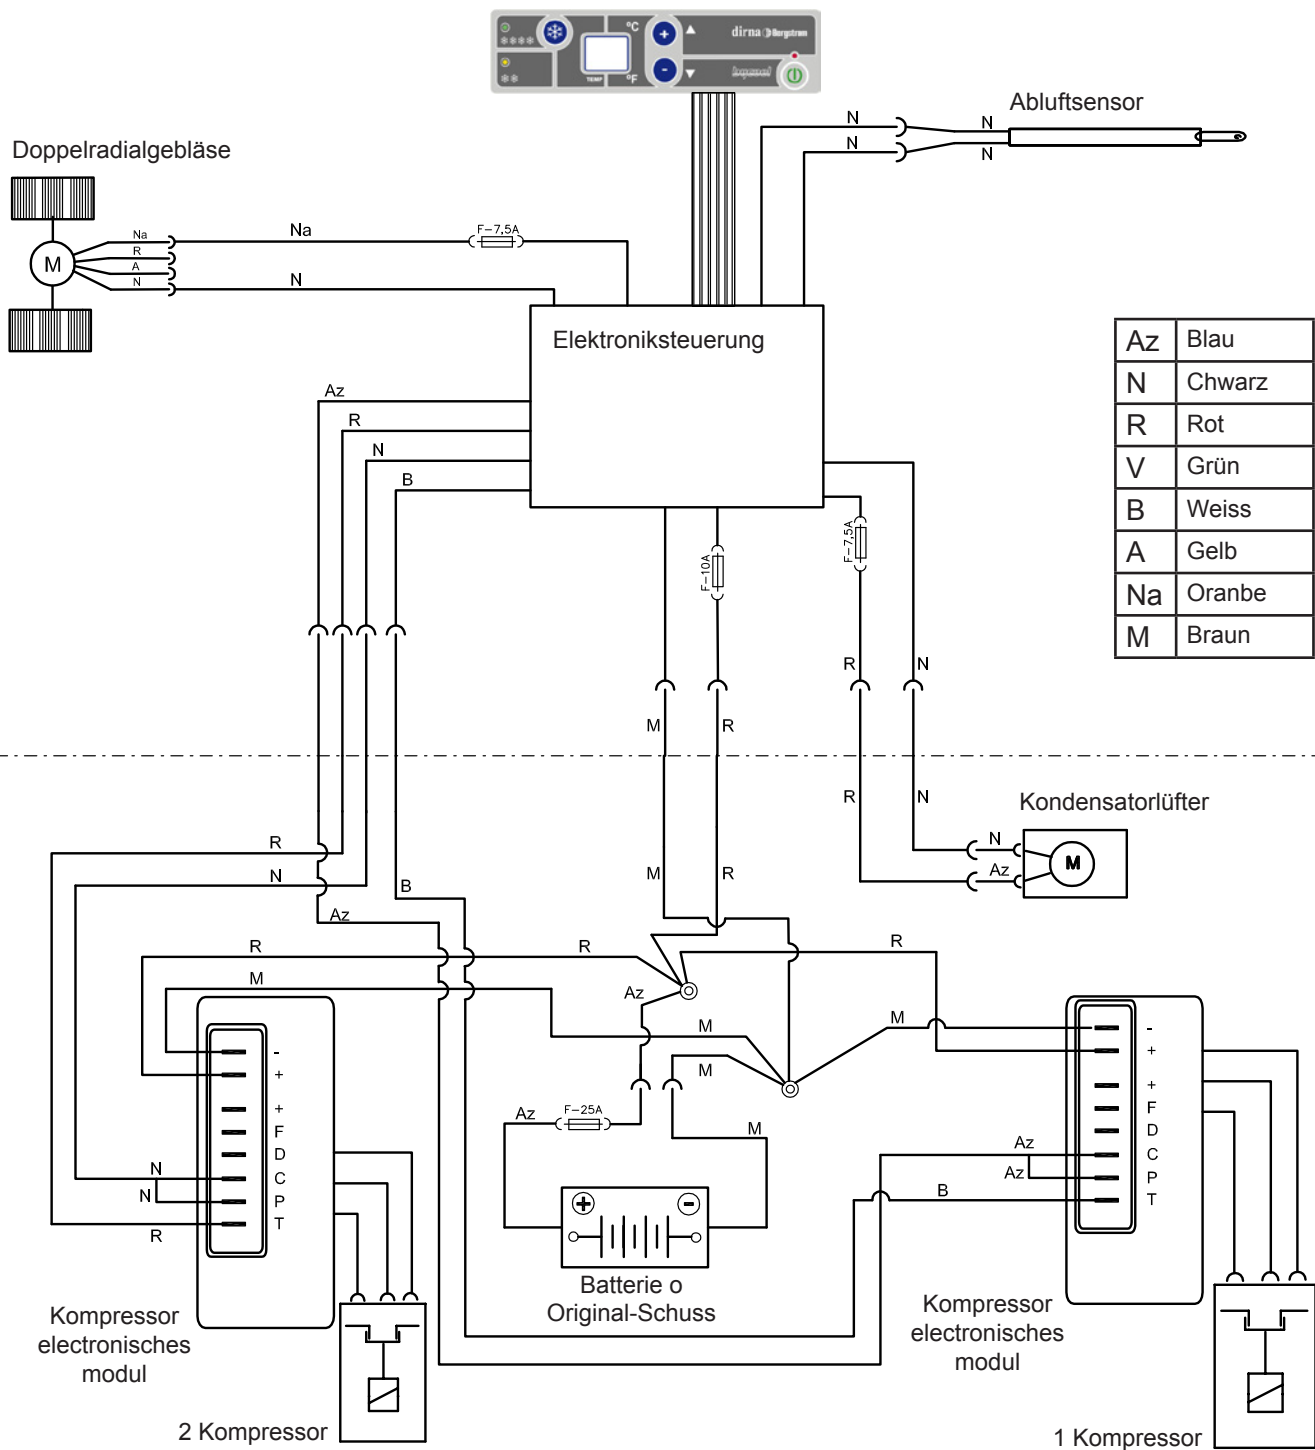 °C
dirna Bergstrom
TEMP
°F
Abluftsensor
N
N
N
N
Doppelradialgebläse
Na
R
A
N
M
Na
N
F-7,5A
Elektroniksteuerung
Az Blau
N Chwarz
R Rot
V Grün
B Weiss
A Gelb
Na Oranbe
M Braun
Az
R
N
B
F-10A
F-7,5A
R
N
M
R
R
N
Kondensatorlüfter
N
Az
M
R
N
B
Az
M
R
R
R
R
M
Az
M
M
M
Az
F-25A
M
-
+
+
F
D
C
P
T
N
N
R
-
+
+
F
D
C
P
T
Az
Az
B
+
-
Batterie o
Original-Schuss
Kompressor
electronisches
modul
2 Kompressor
Kompressor
electronisches
modul
1 Kompressor